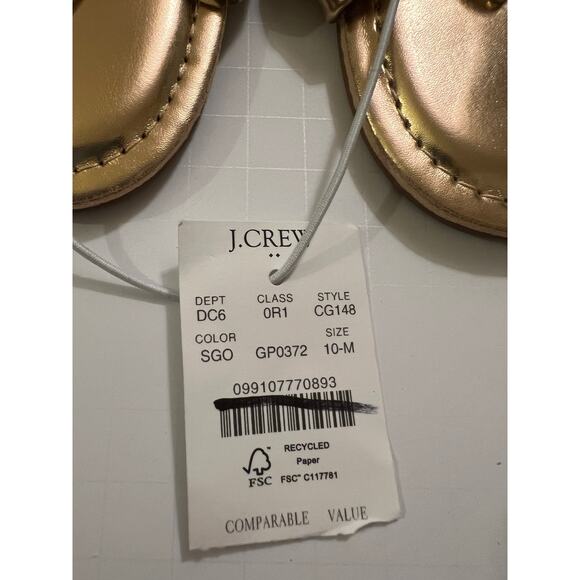 J.CREW
DEPT CLASS STYLE
DC6 0R1 CG148
COLOR SIZE
SGO GP0372 10-M
099107770893
RECYCLED
Paper
FSC™ C117781
FSC
COMPARABLE VALUE